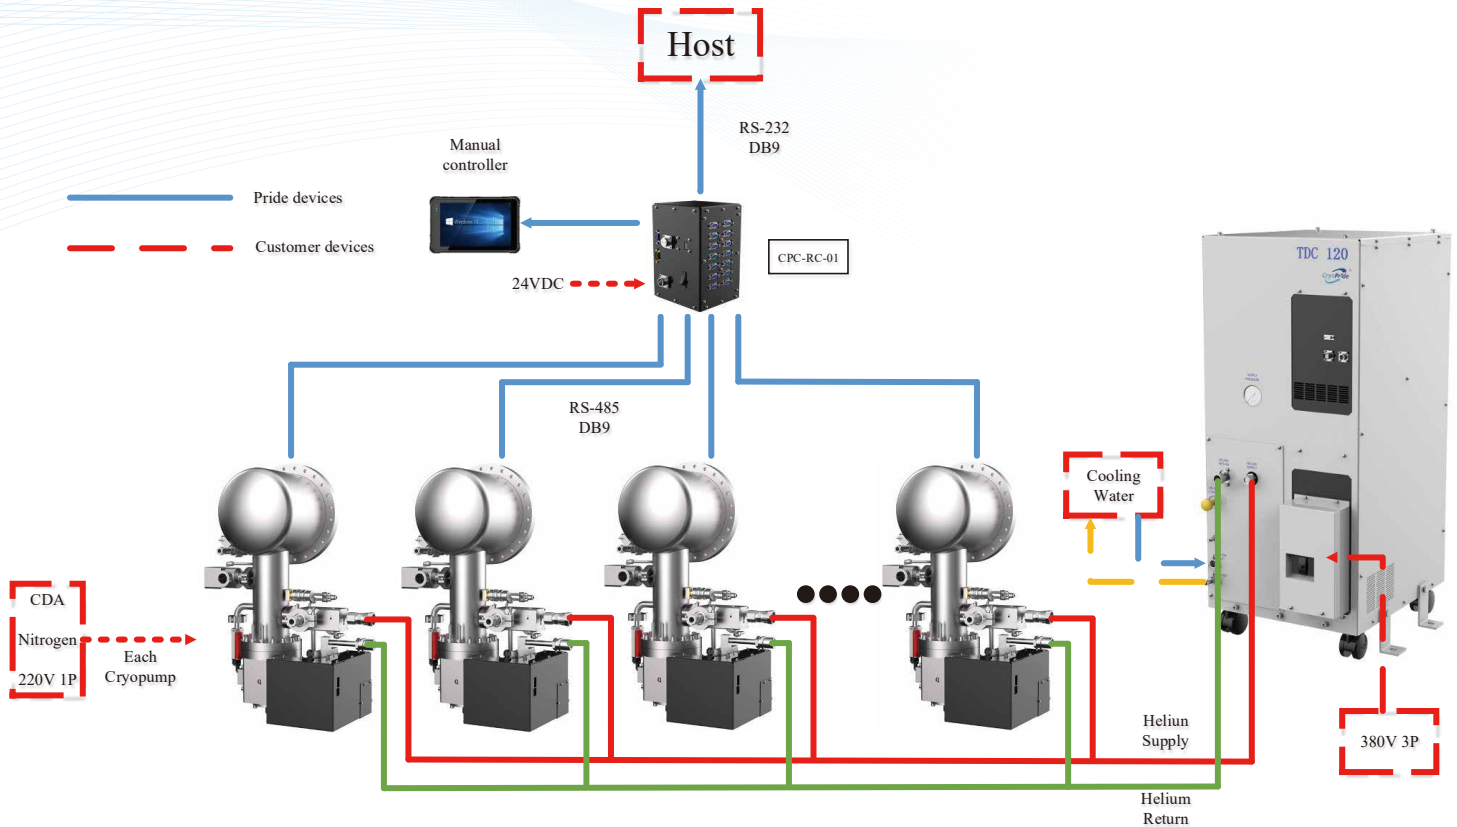 Host
RS-232
DB9
Manual
controller
Pride devices
Customer devices
24VDC
CPC-RC-01
TDC 120
CryoPride
RS-485
DB9
Cooling
Water
CDA
Nitrogen
220V 1P
Each
Cryopump
Heliun
Supply
380V 3P
Helium
Return